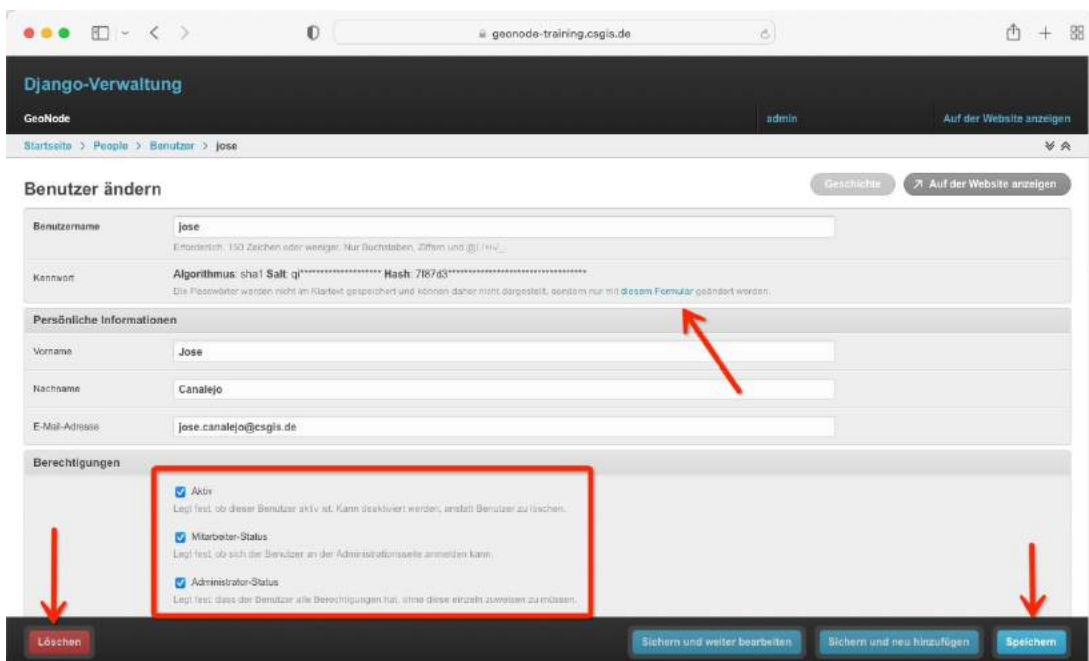 geonode-training.csgis.de
Django-Verwaltung
GeoNode
admin
Auf der Website anzeigen
Startseite > People > Benutzer > jose
Benutzer ändern
Geschichte
Auf der Website anzeigen
Benutzername
jose
Erforderlich. 150 Zeichen oder weniger. Nur Buchstaben, Ziffern und @/./+/-/_.
Kennwort
Algorithmus: sha1 Salt: qi******************** Hash: 7f87d3**********************************
Die Passwörter werden nicht im Klartext gespeichert und können daher nicht dargestellt, sondern nur mit diesem Formular geändert werden.
Persönliche Informationen
Vorname
Jose
Nachname
Canalejo
E-Mail-Adresse
jose.canalejo@csgis.de
Berechtigungen
Aktiv
Legt fest, ob dieser Benutzer aktiv ist. Kann deaktiviert werden, anstatt Benutzer zu löschen.
Mitarbeiter-Status
Legt fest, ob sich der Benutzer an der Administrationsseite anmelden kann.
Administrator-Status
Legt fest, dass der Benutzer alle Berechtigungen hat, ohne diese einzeln zuweisen zu müssen.
Löschen
Sichern und weiter bearbeiten
Sichern und neu hinzufügen
Speichern